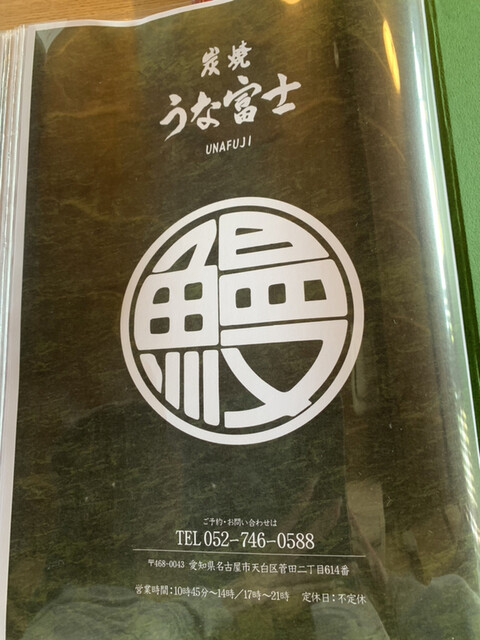 炭焼
うな富士
UNAFUJI
鰻
ご予約・お問い合わせは
TEL 052-746-0588
〒468-0043 愛知県名古屋市天白区菅田二丁目614番
営業時間：10時45分～14時／17時～21時 定休日：不定休